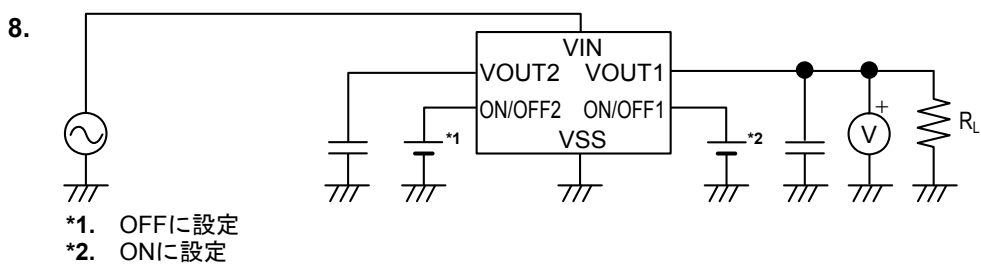 8.
VIN
VOUT2 VOUT1
ON/OFF2 ON/OFF1
*1 *2
VSS
+
V
RL
*1. OFFに設定
*2. ONに設定